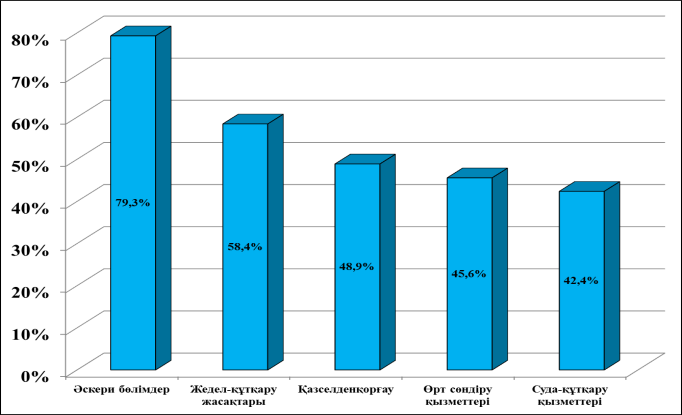 80%
70%
60%
50%
40%
30%
20%
10%
0%
79,3%
58,4%
48,9%
45,6%
42,4%
Әскери бөлімдер
Жедел-құтқару
жасақтары
Қазселденқорғау
Өрт сөндіру
қызметтері
Суда-құтқару
қызметтері